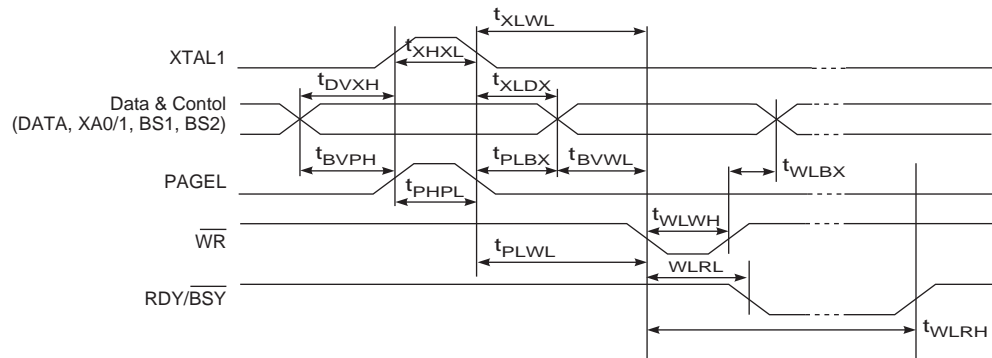 tXLWL
XTAL1
tXHXL
tDVXH
tXLDX
Data & Contol
(DATA, XA0/1, BS1, BS2)
tBVPH
tPLBX
tBVWL
tWLBX
PAGEL
tPHPL
tWLWH
WR
tPLWL
WLRL
RDY/BSY
tWLRH